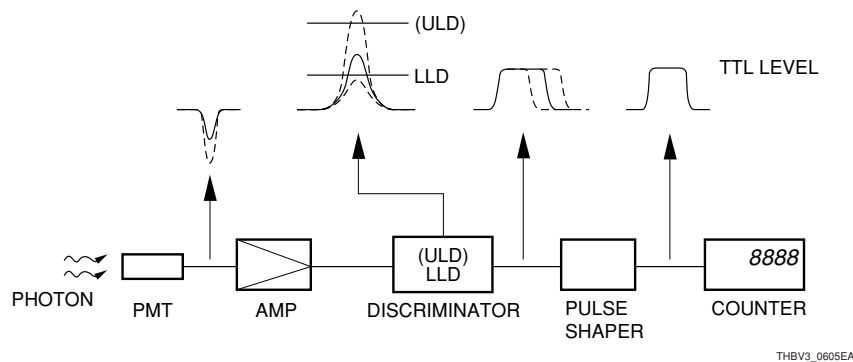 (ULD)
LLD
TTL LEVEL
(ULD)
LLD
8888
PHOTON
PMT
AMP
DISCRIMINATOR
PULSE
SHAPER
COUNTER
THBV3_0605EA